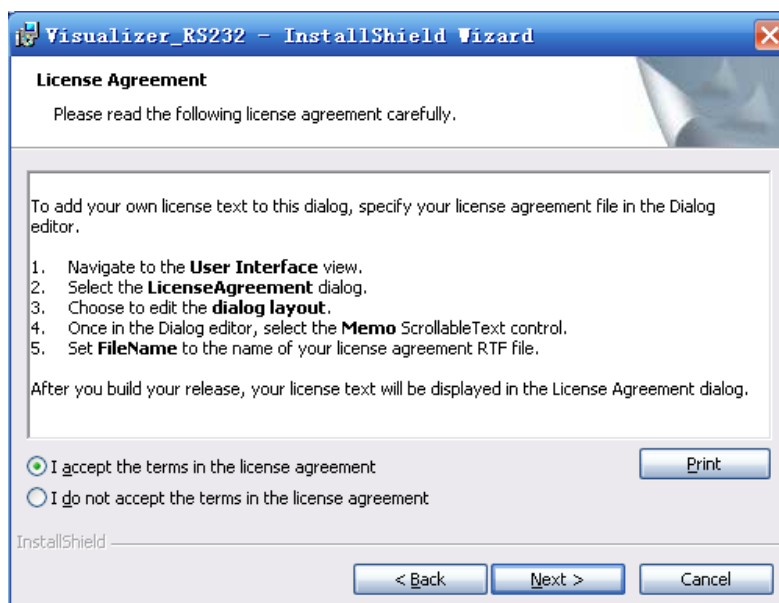 Visualizer_RS232 - InstallShield Wizard
License Agreement
Please read the following license agreement carefully.
To add your own license text to this dialog, specify your license agreement file in the Dialog
editor.
1. Navigate to the User Interface view.
2. Select the LicenseAgreement dialog.
3. Choose to edit the dialog layout.
4. Once in the Dialog editor, select the Memo ScrollableText control.
5. Set FileName to the name of your license agreement RTF file.
After you build your release, your license text will be displayed in the License Agreement dialog.
I accept the terms in the license agreement
Print
I do not accept the terms in the license agreement
InstallShield
< Back
Next >
Cancel